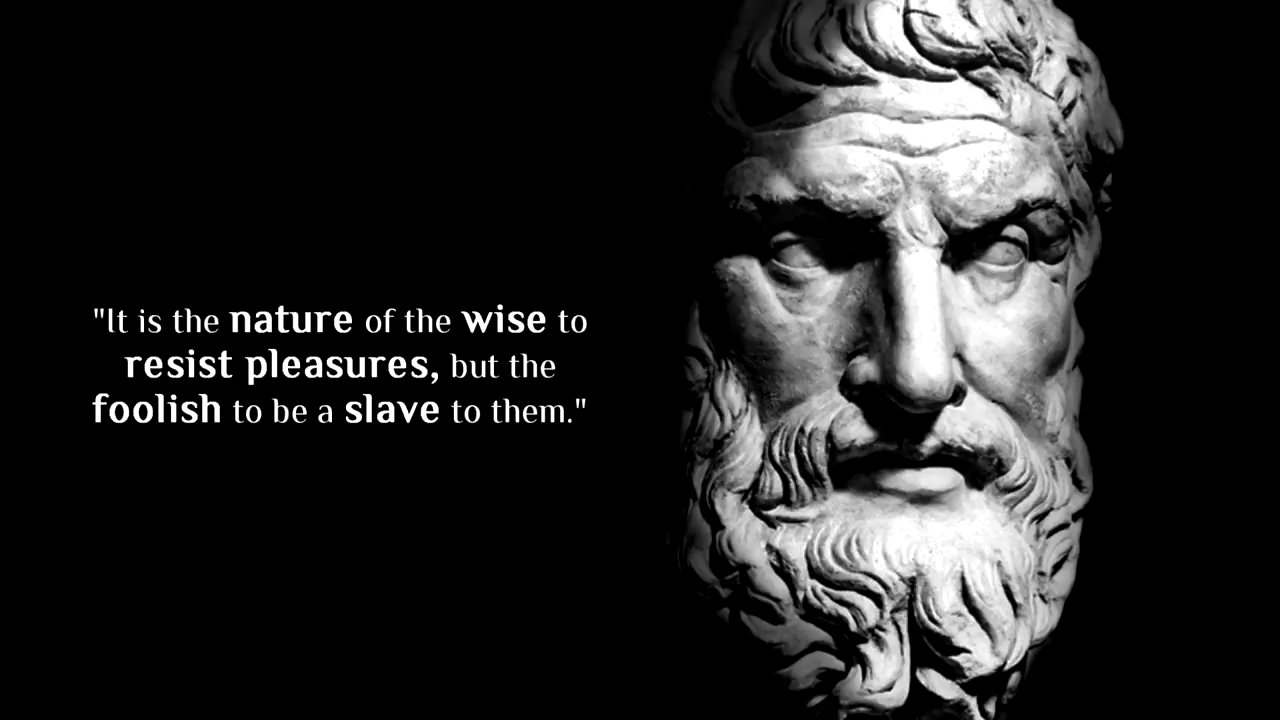 "It is the nature of the wise to
resist pleasures, but the
foolish to be a slave to them."